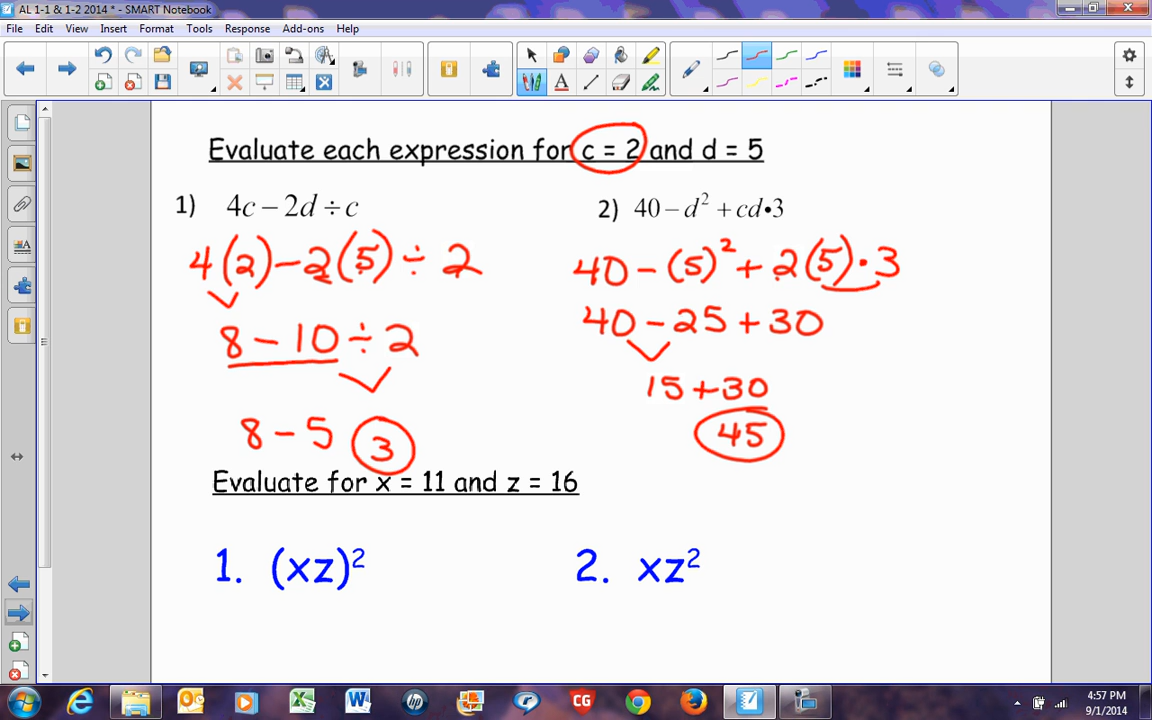 AL 1-1 & 1-2 2014 * - SMART Notebook
File Edit View Insert Format Tools Response Add-ons Help
Evaluate each expression for c = 2 and d = 5
1) 4c − 2d ÷ c
2) 40 − d² + cd•3
4(2) − 2(5) ÷ 2
40 − (5)² + 2(5)•3
8 − 10 ÷ 2
40 − 25 + 30
15 + 30
8 − 5 3
45
Evaluate for x = 11 and z = 16
1. (xz)²
2. xz²
4:57 PM
9/1/2014